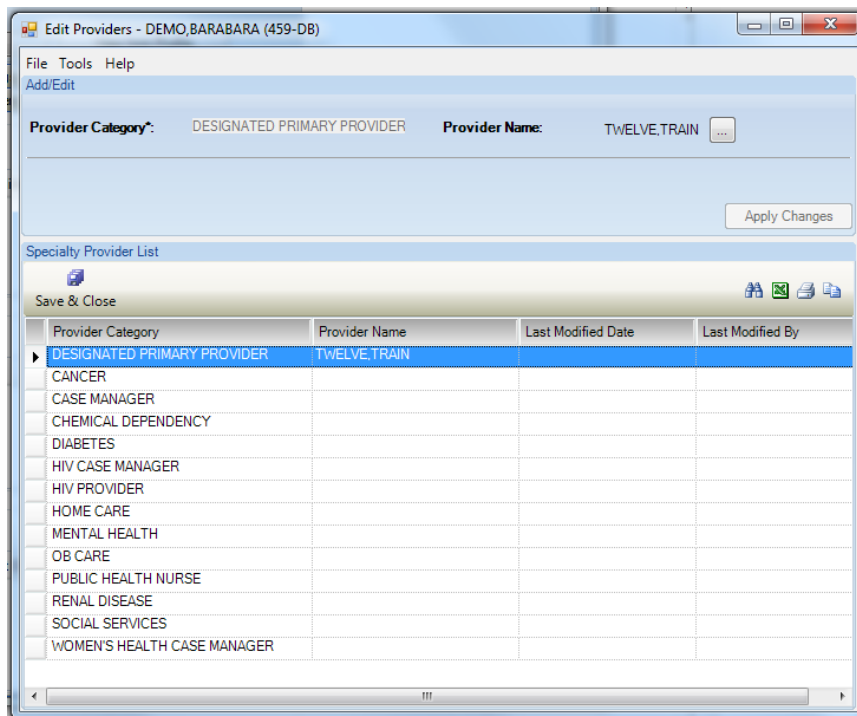 Edit Providers - DEMO,BARABARA (459-DB)
File Tools Help
Add/Edit
Provider Category*: DESIGNATED PRIMARY PROVIDER Provider Name: TWELVE,TRAIN ...
Apply Changes
Specialty Provider List
Save & Close
Provider Category Provider Name Last Modified Date Last Modified By
DESIGNATED PRIMARY PROVIDER TWELVE,TRAIN
CANCER
CASE MANAGER
CHEMICAL DEPENDENCY
DIABETES
HIV CASE MANAGER
HIV PROVIDER
HOME CARE
MENTAL HEALTH
OB CARE
PUBLIC HEALTH NURSE
RENAL DISEASE
SOCIAL SERVICES
WOMEN'S HEALTH CASE MANAGER